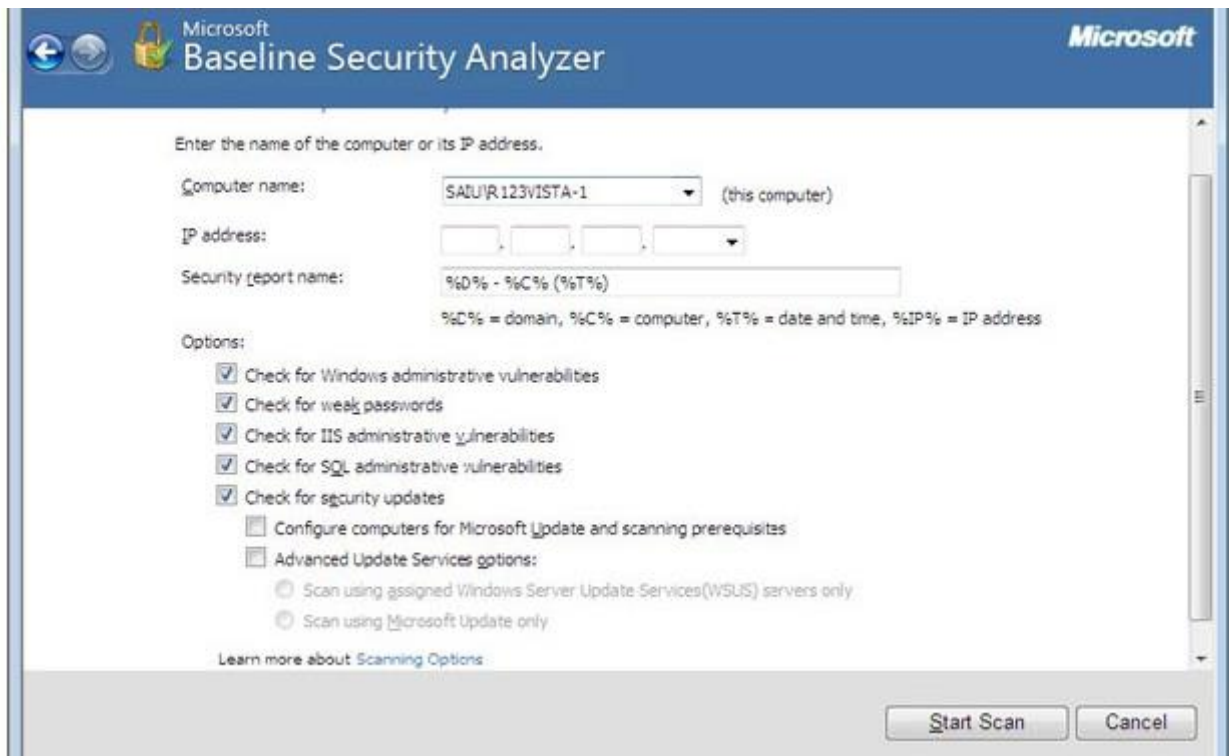 Microsoft
Baseline Security Analyzer
Microsoft
Enter the name of the computer or its IP address.
Computer name:
SAIU\R123VISTA-1
(this computer)
IP address:
. . .
Security report name:
%D% - %C% (%T%)
%D% = domain, %C% = computer, %T% = date and time, %IP% = IP address
Options:
Check for Windows administrative vulnerabilities
Check for weak passwords
Check for IIS administrative vulnerabilities
Check for SQL administrative vulnerabilities
Check for security updates
Configure computers for Microsoft Update and scanning prerequisites
Advanced Update Services options:
Scan using assigned Windows Server Update Services(WSUS) servers only
Scan using Microsoft Update only
Learn more about Scanning Options
Start Scan
Cancel